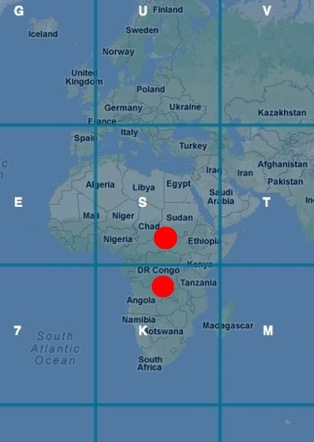 G U V
Finland
Iceland
Sweden
Norway
United
Kingdom
Poland
Germany Ukraine
France Kazakhstan
Spain Italy
Turkey
Iraq Iran Afghanistan
Pakistan
Algeria Libya Egypt
Saudi
Arabia
E S T
Mali Niger Sudan
Chad
Nigeria Ethiopia
Kenya
DR Congo
Tanzania
Angola
Namibia
Madagascar
7 K M
Botswana
South
Atlantic
Ocean
South
Africa